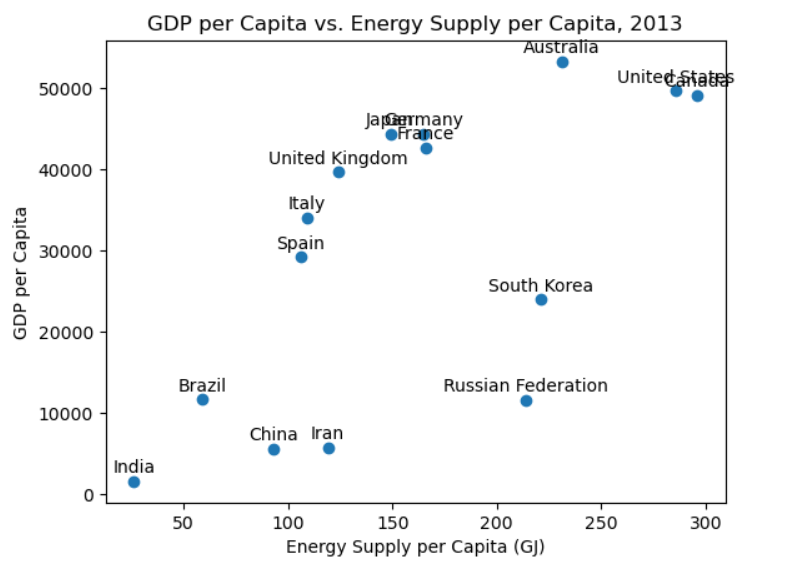 GDP per Capita vs. Energy Supply per Capita, 2013
Australia
United States
Canada
50000
Japan
Germany
France
40000
United Kingdom
Italy
30000
Spain
South Korea
20000
Brazil
Russian Federation
10000
China
Iran
India
0
GDP per Capita
50
100
150
200
250
300
Energy Supply per Capita (GJ)